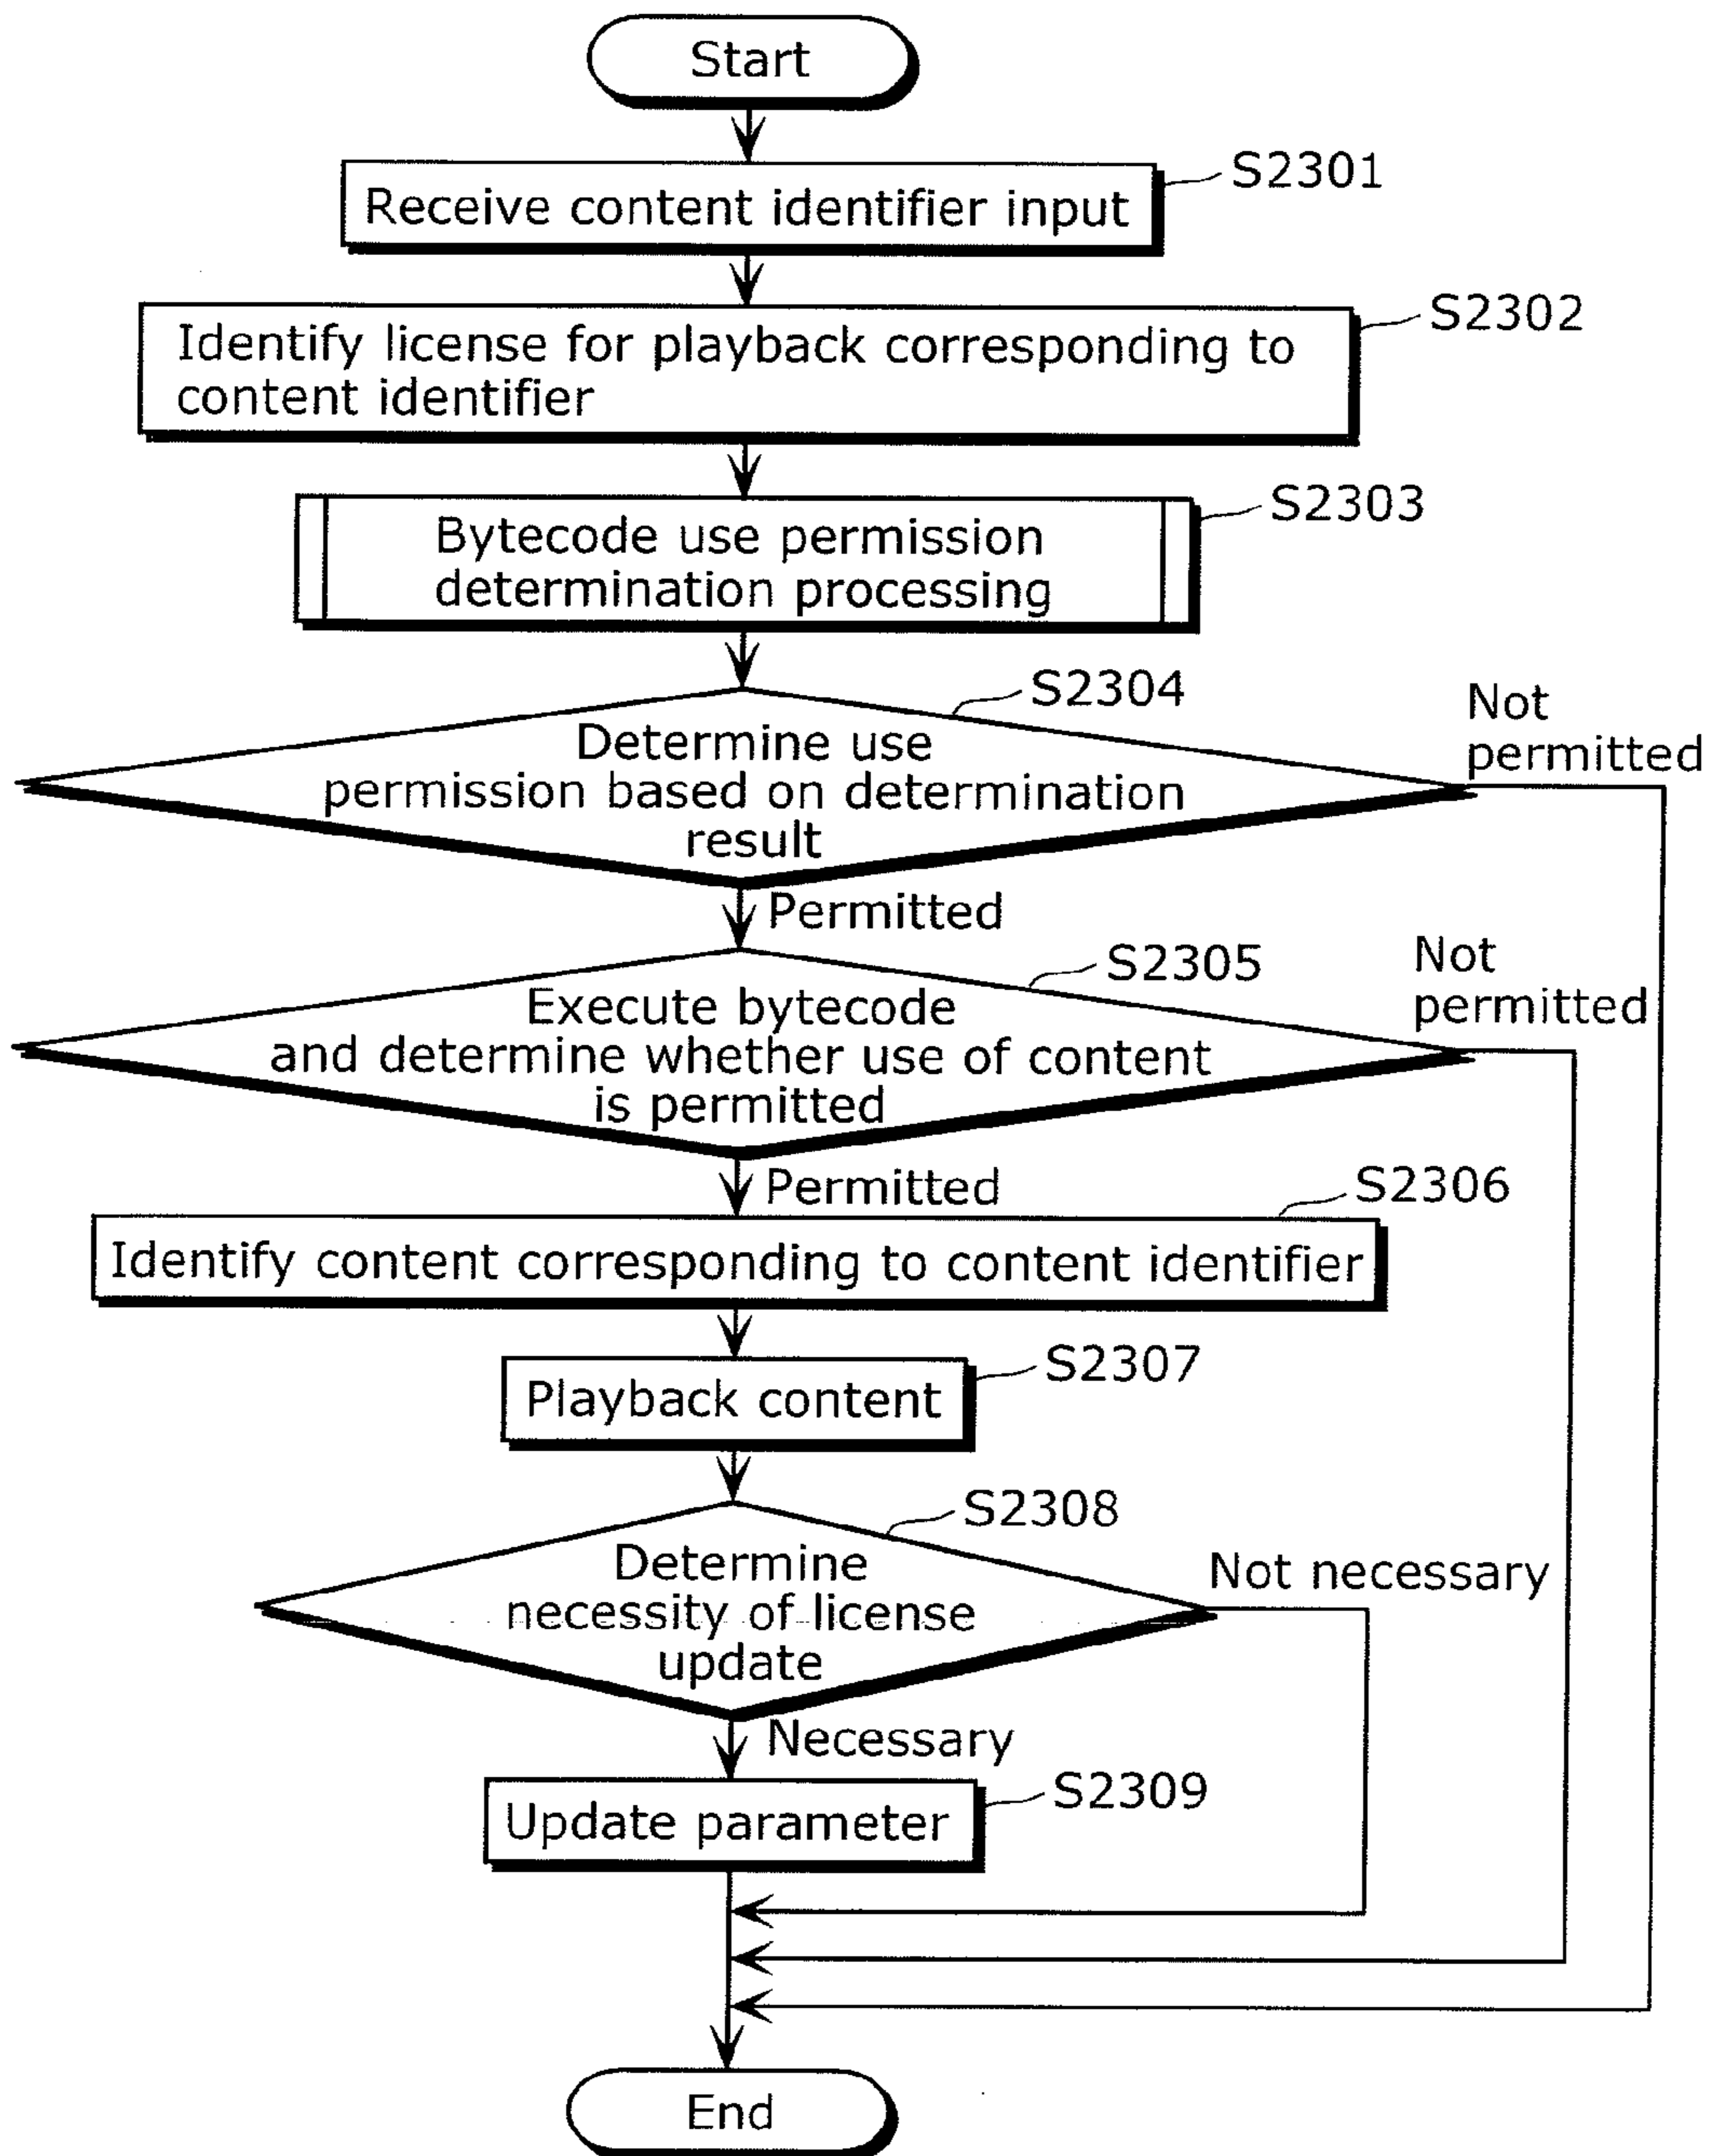 Start
S2301
Receive content identifier input
S2302
Identify license for playback corresponding to
content identifier
S2303
Bytecode use permission
determination processing
S2304
Not
permitted
Determine use
permission based on determination
result
Permitted
S2305
Not
permitted
Execute bytecode
and determine whether use of content
is permitted
Permitted
S2306
Identify content corresponding to content identifier
S2307
Playback content
S2308
Not necessary
Determine
necessity of license
update
Necessary
S2309
Update parameter
End